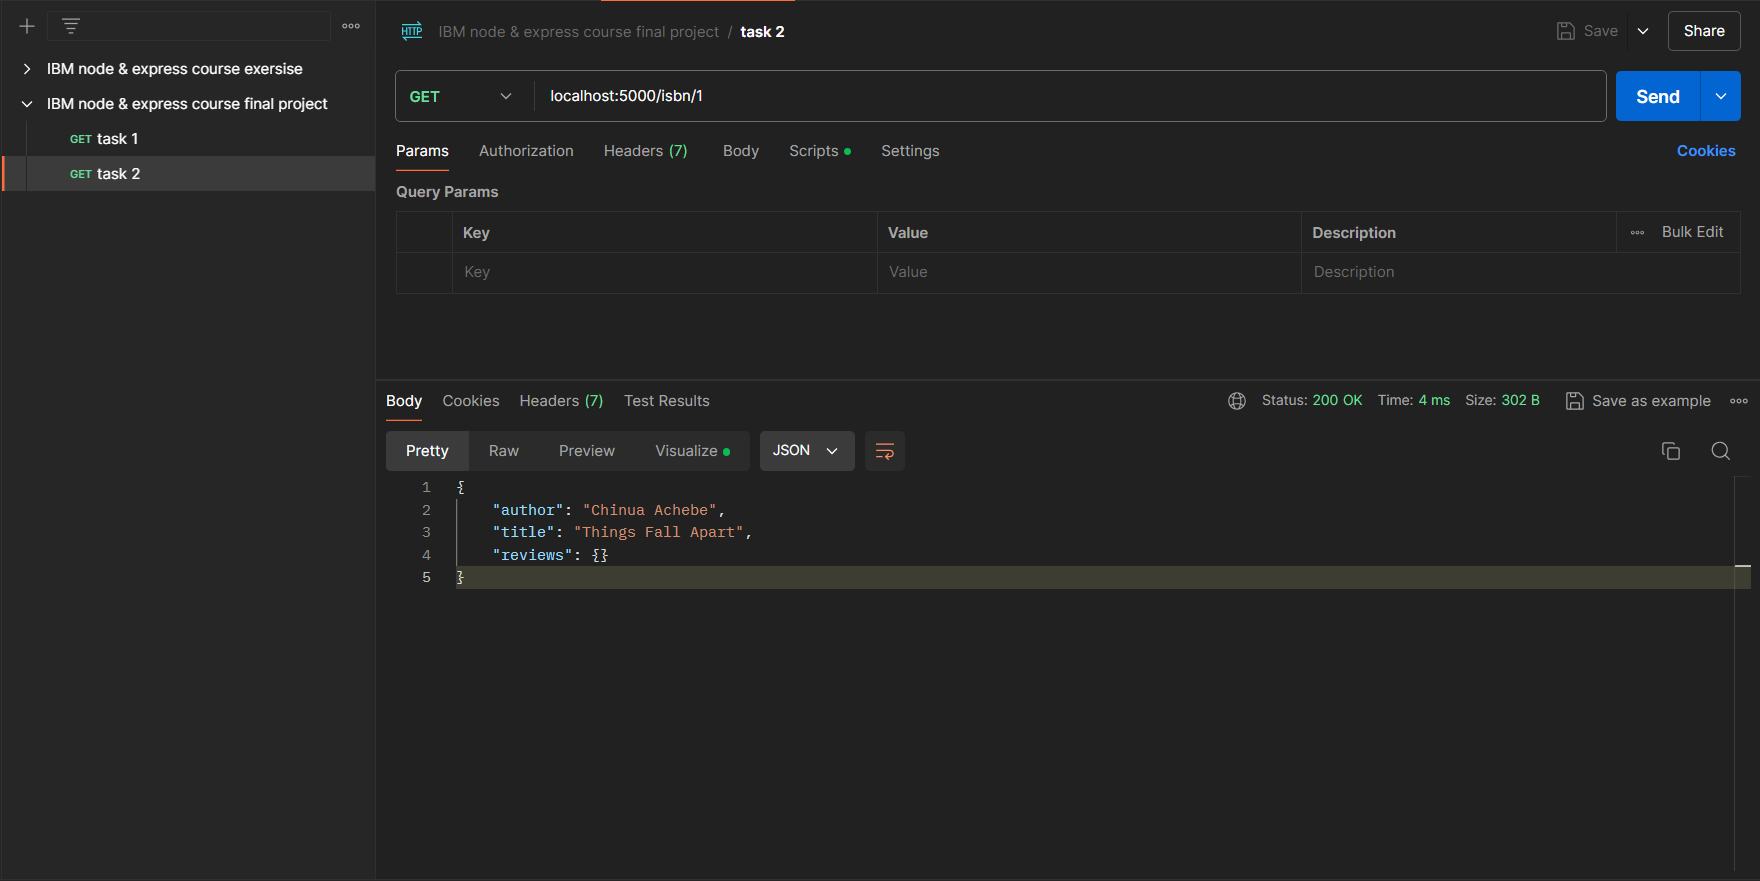 IBM node & express course exersise
IBM node & express course final project
GET task 1
GET task 2
HTTP IBM node & express course final project / task 2
Save
Share
GET localhost:5000/isbn/1
Send
Params Authorization Headers (7) Body Scripts Settings Cookies
Query Params
Key Value Description Bulk Edit
Key Value Description
Body Cookies Headers (7) Test Results Status: 200 OK Time: 4 ms Size: 302 B Save as example
Pretty Raw Preview Visualize JSON
1 {
2 "author": "Chinua Achebe",
3 "title": "Things Fall Apart",
4 "reviews": {}
5 }